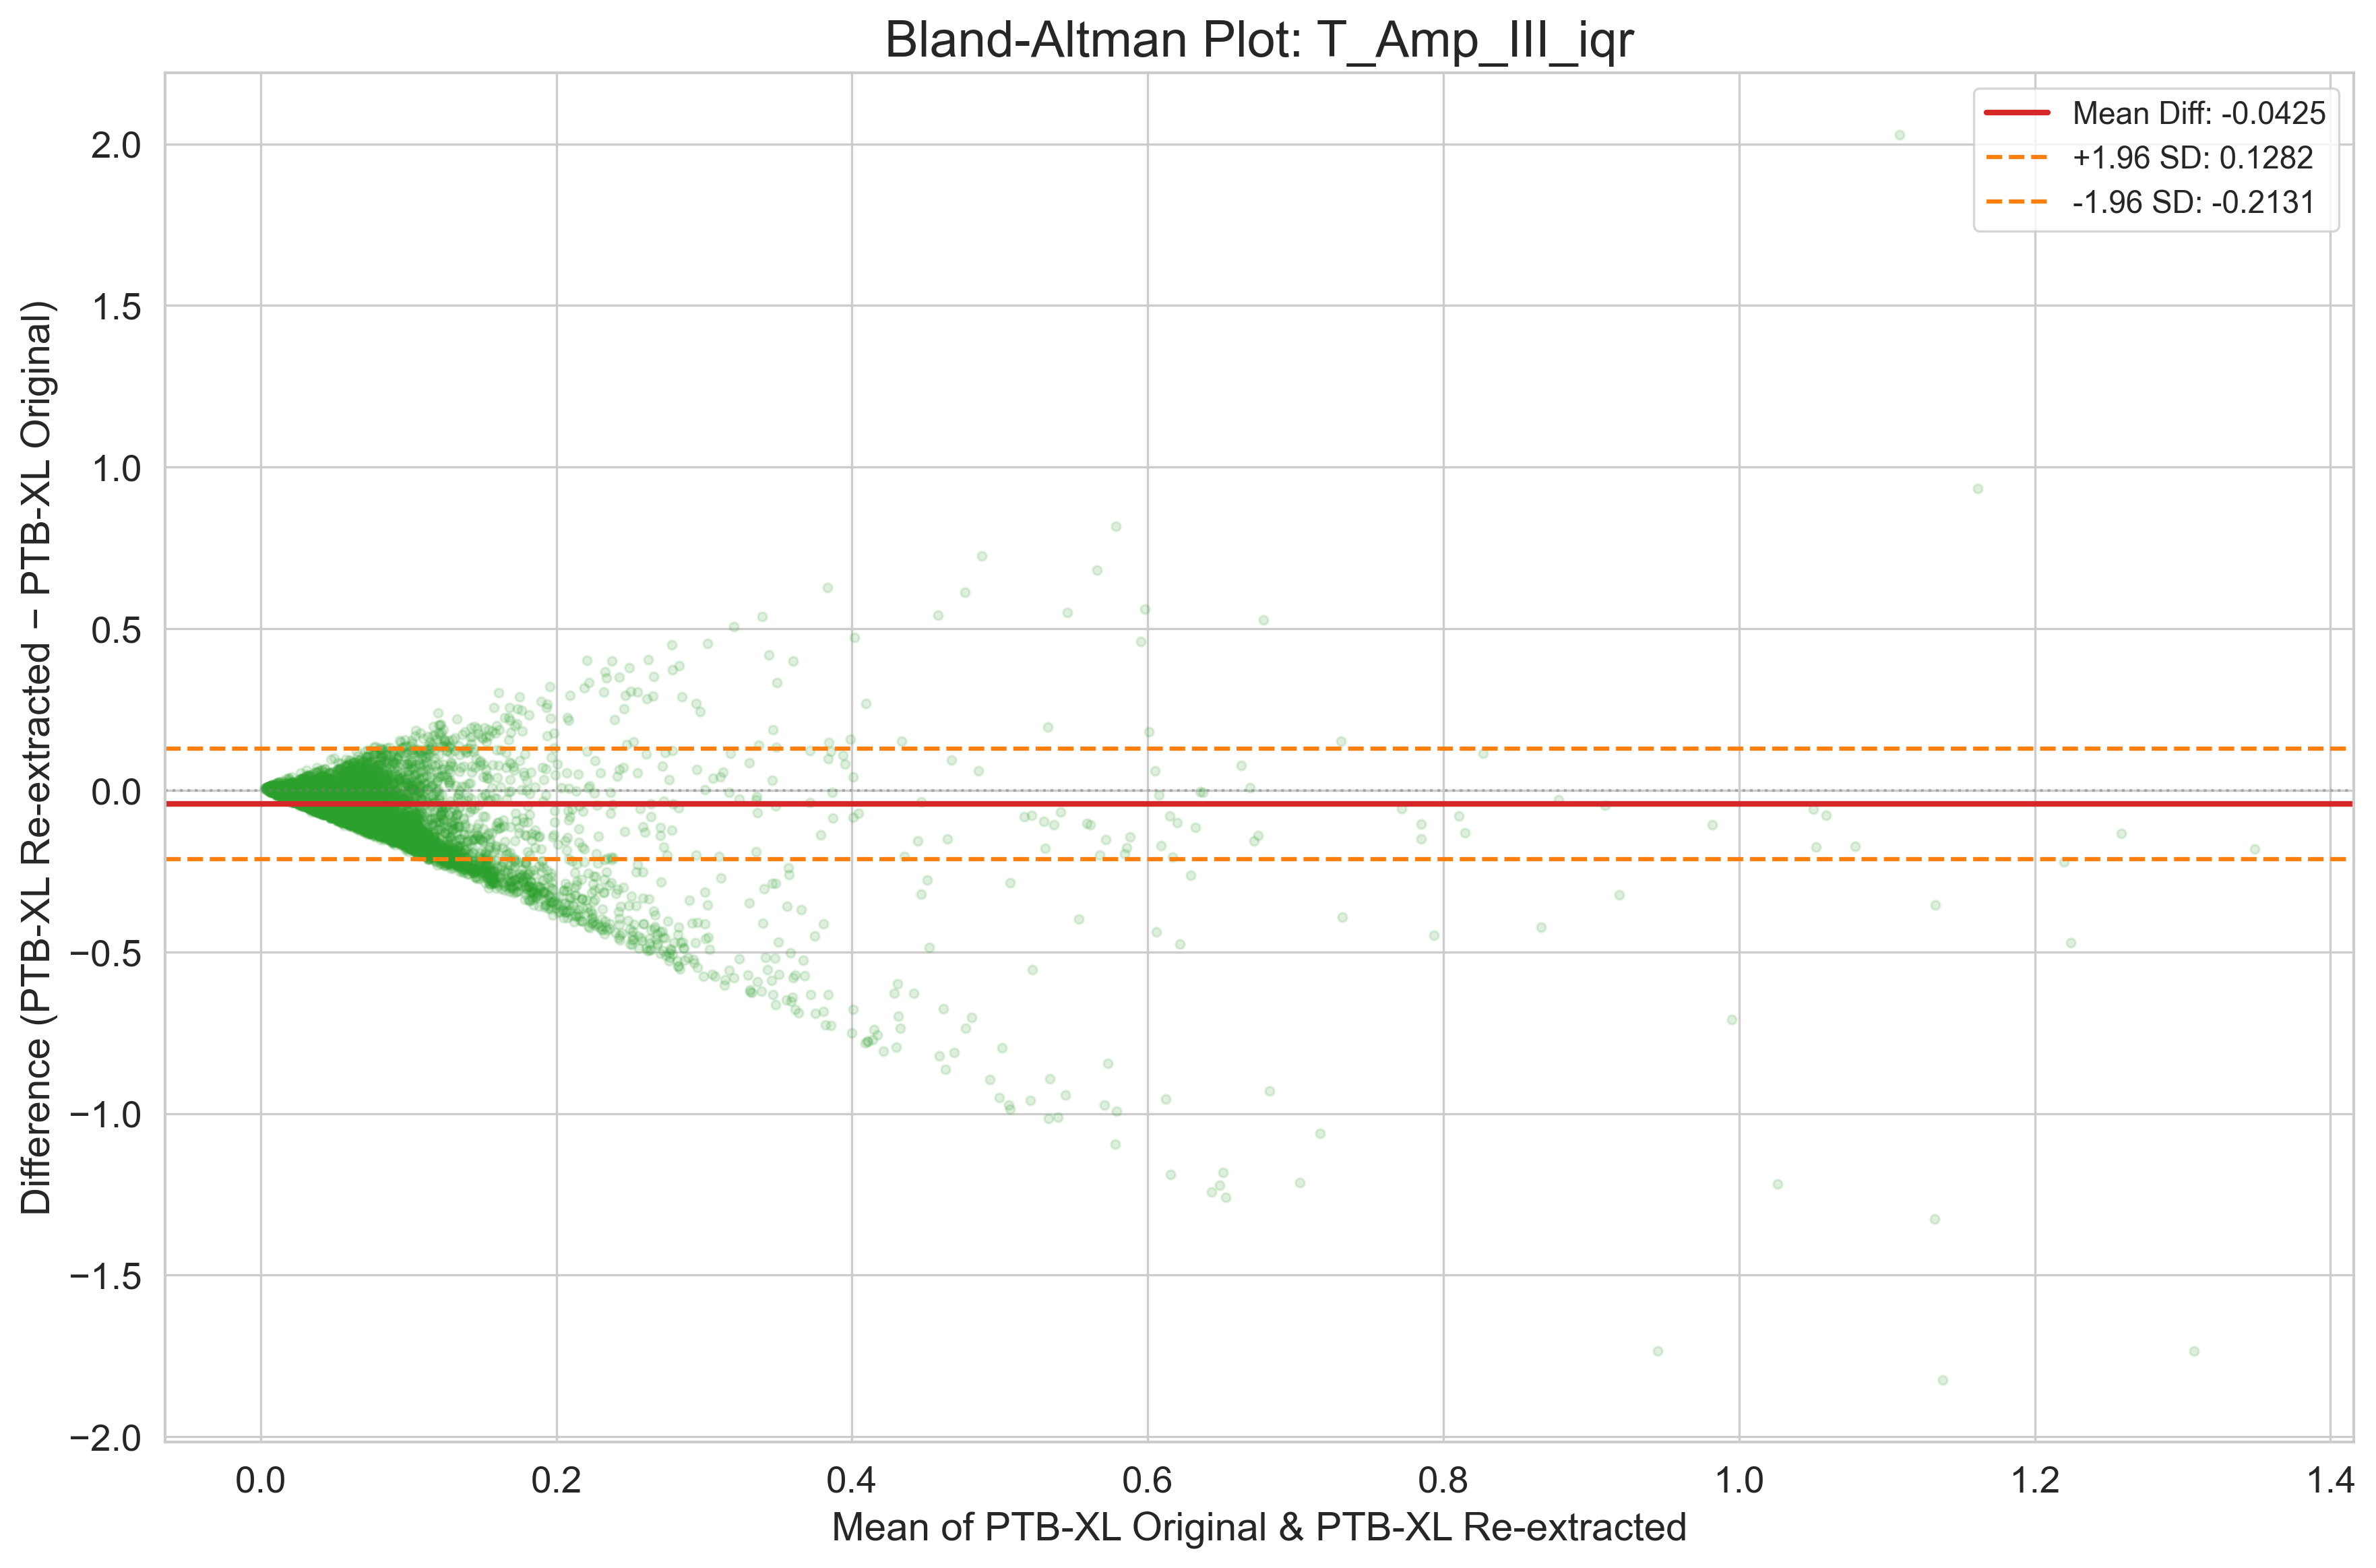 Bland-Altman Plot: T_Amp_III_iqr
Mean Diff: -0.0425
+1.96 SD: 0.1282
-1.96 SD: -0.2131
Difference (PTB-XL Re-extracted − PTB-XL Original)
2.0
1.5
1.0
0.5
0.0
−0.5
−1.0
−1.5
−2.0
0.0 0.2 0.4 0.6 0.8 1.0 1.2 1.4
Mean of PTB-XL Original & PTB-XL Re-extracted